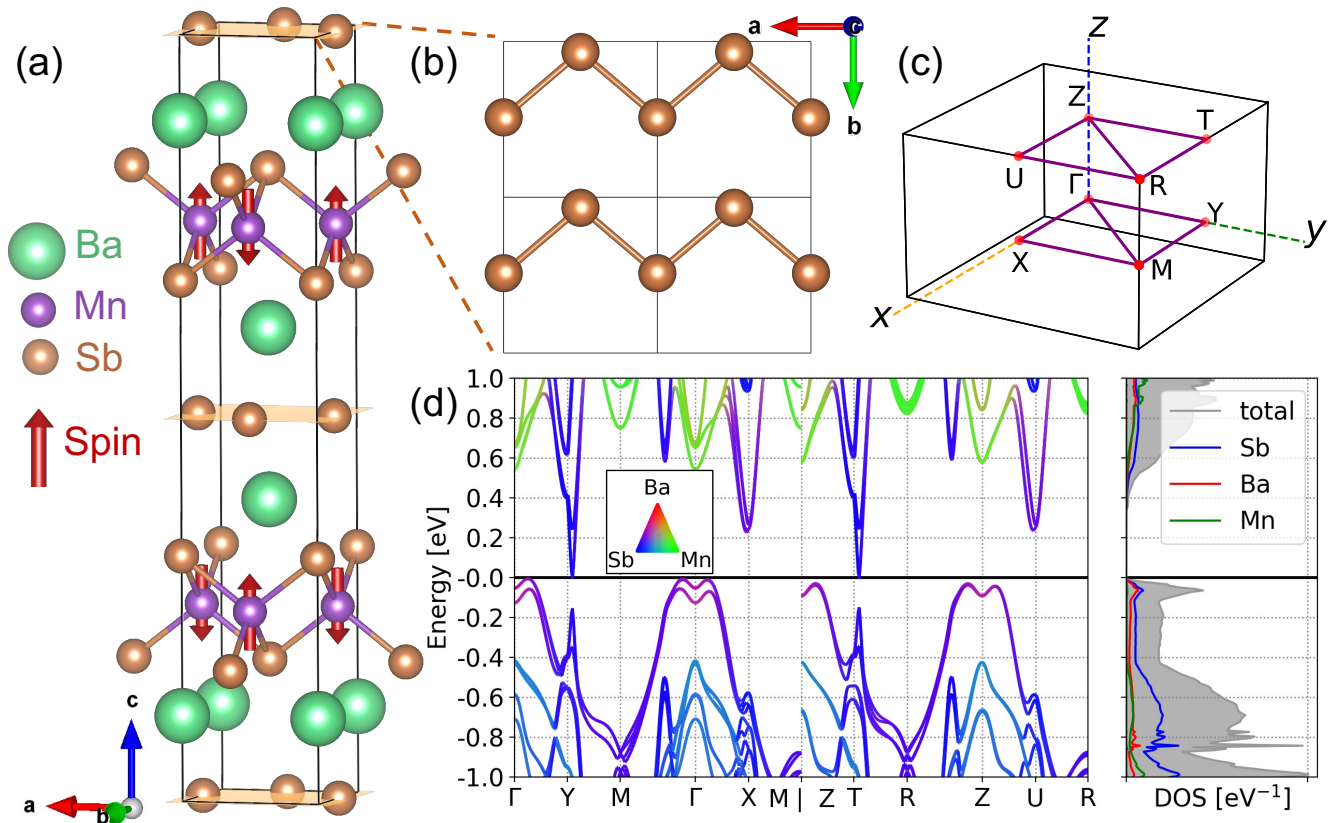 (a)
Ba
Mn
Sb
Spin
c
a
b
(b)
a
c
b
(c)
z
Z
T
U
Γ
R
Y
X
M
y
x
(d)
Energy [eV]
1.0
0.8
0.6
0.4
0.2
-0.0
-0.2
-0.4
-0.6
-0.8
-1.0
Ba
Sb
Mn
Γ
Y
M
Γ
X
M
|
Z
T
R
Z
U
R
total
Sb
Ba
Mn
DOS [eV⁻¹]